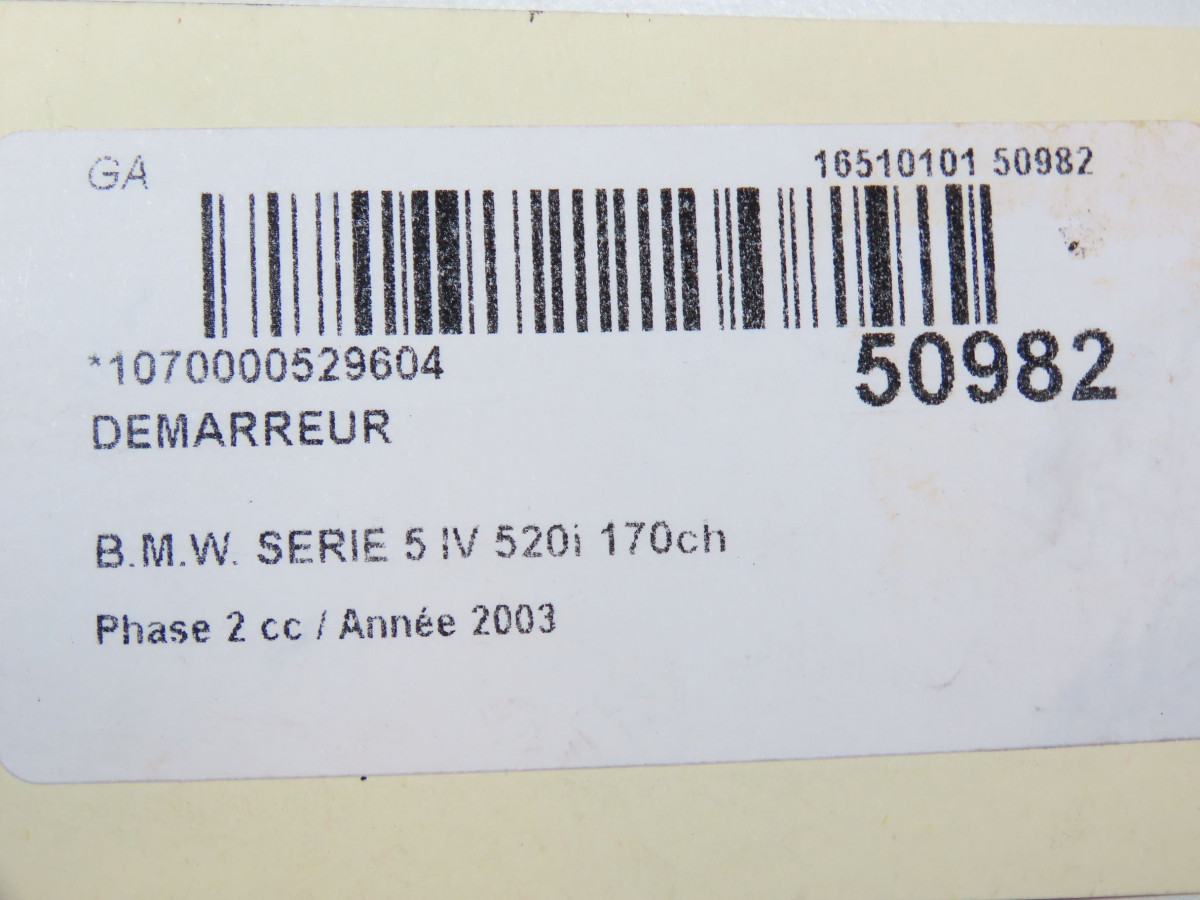 GA
16510101 50982
*1070000529604
50982
DEMARREUR
B.M.W. SERIE 5 IV 520i 170ch
Phase 2 cc / Année 2003